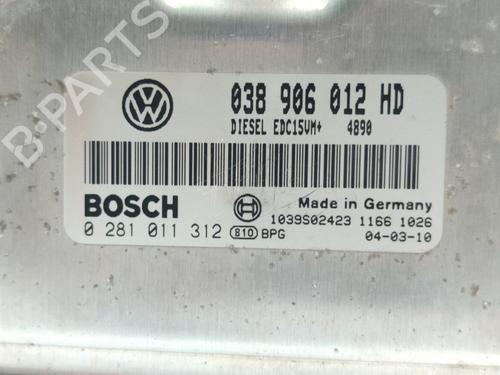 B-PARTS
038 906 012 HD
DIESEL EDC15VM+ 4890
BOSCH
Made in Germany
1039S02423 1166 1026
0 281 011 312 810 BPG 04-03-10